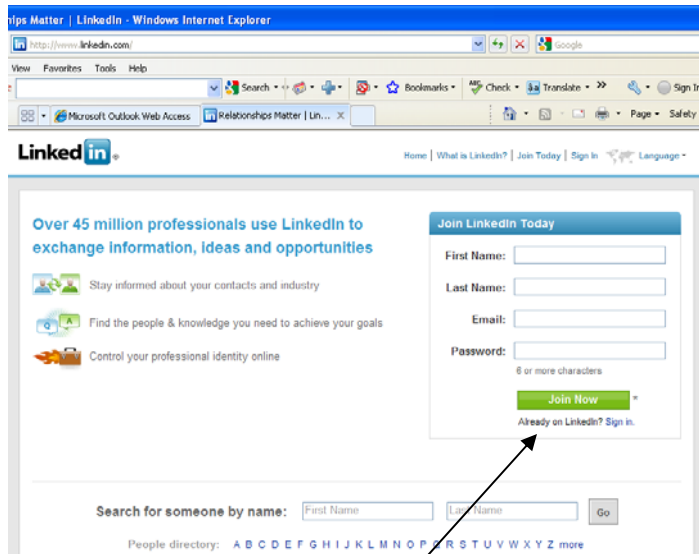 hips Matter | LinkedIn - Windows Internet Explorer
in http://www.linkedin.com/ Google
View Favorites Tools Help
Search Bookmarks ABC Check Translate >> Sign In
Microsoft Outlook Web Access Relationships Matter | Lin... X Page Safety
Linked in ®
Home | What is LinkedIn? | Join Today | Sign In Language
Over 45 million professionals use LinkedIn to
exchange information, ideas and opportunities
Stay informed about your contacts and industry
Q A Find the people & knowledge you need to achieve your goals
Control your professional identity online
Join LinkedIn Today
First Name:
Last Name:
Email:
Password:
6 or more characters
Join Now *
Already on LinkedIn? Sign in.
Search for someone by name: First Name Last Name Go
People directory: A B C D E F G H I J K L M N O P Q R S T U V W X Y Z more